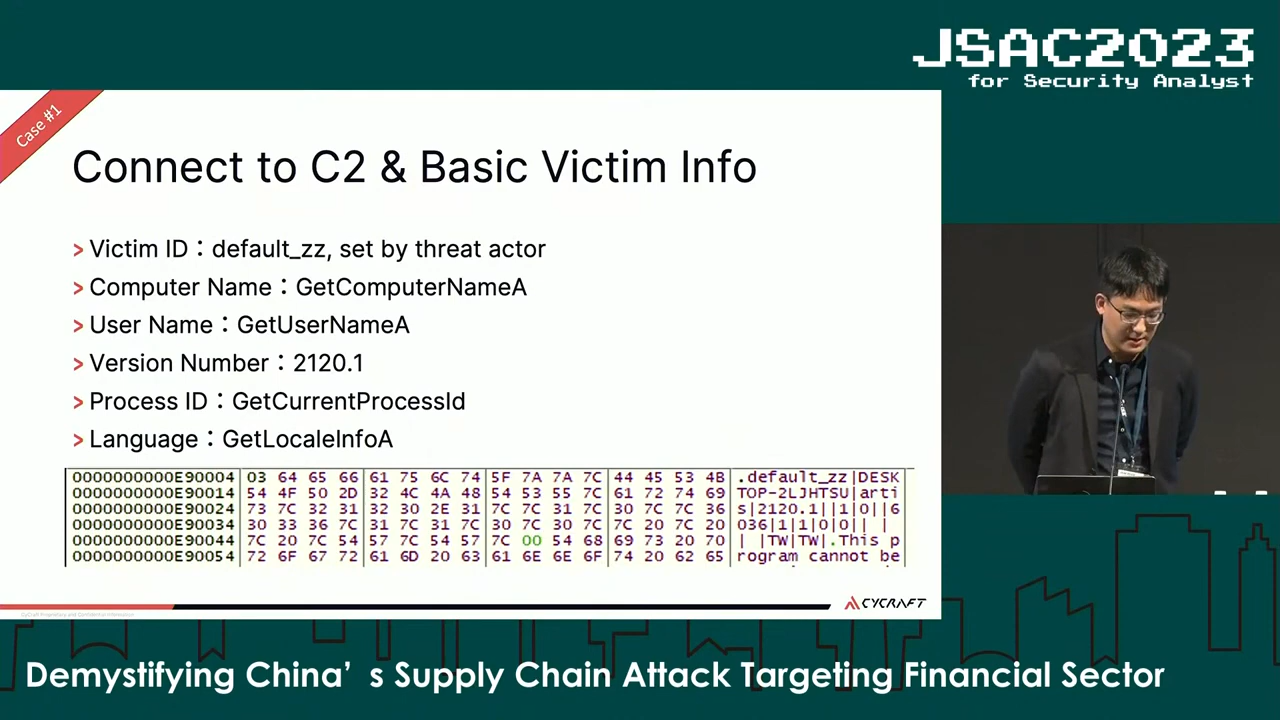 JSAC2023
for Security Analyst
Case #1
Connect to C2 & Basic Victim Info
> Victim ID：default_zz, set by threat actor
> Computer Name：GetComputerNameA
> User Name：GetUserNameA
> Version Number：2120.1
> Process ID：GetCurrentProcessId
> Language：GetLocaleInfoA
0000000000E90004 03 64 65 66 61 75 6C 74 5F 7A 7A 7C 44 45 53 4B .default_zz|DESK
0000000000E90014 54 4F 50 2D 32 4C 4A 48 54 53 55 7C 61 72 74 69 TOP-2LJHTSU|arti
0000000000E90024 73 7C 32 31 32 30 2E 31 7C 7C 31 7C 30 7C 7C 36 s|2120.1||1|0||6
0000000000E90034 30 33 36 7C 31 7C 31 7C 30 7C 30 7C 7C 20 7C 20 036|1|1|0|0|| |
0000000000E90044 7C 20 7C 54 57 7C 54 57 7C 00 54 68 69 73 20 70 | |TW|TW|.This p
0000000000E90054 72 6F 67 72 61 6D 20 63 61 6E 6E 6F 74 20 62 65 rogram cannot be
CyCraft Proprietary and Confidential Information
CYCRAFT
Demystifying China’ s Supply Chain Attack Targeting Financial Sector